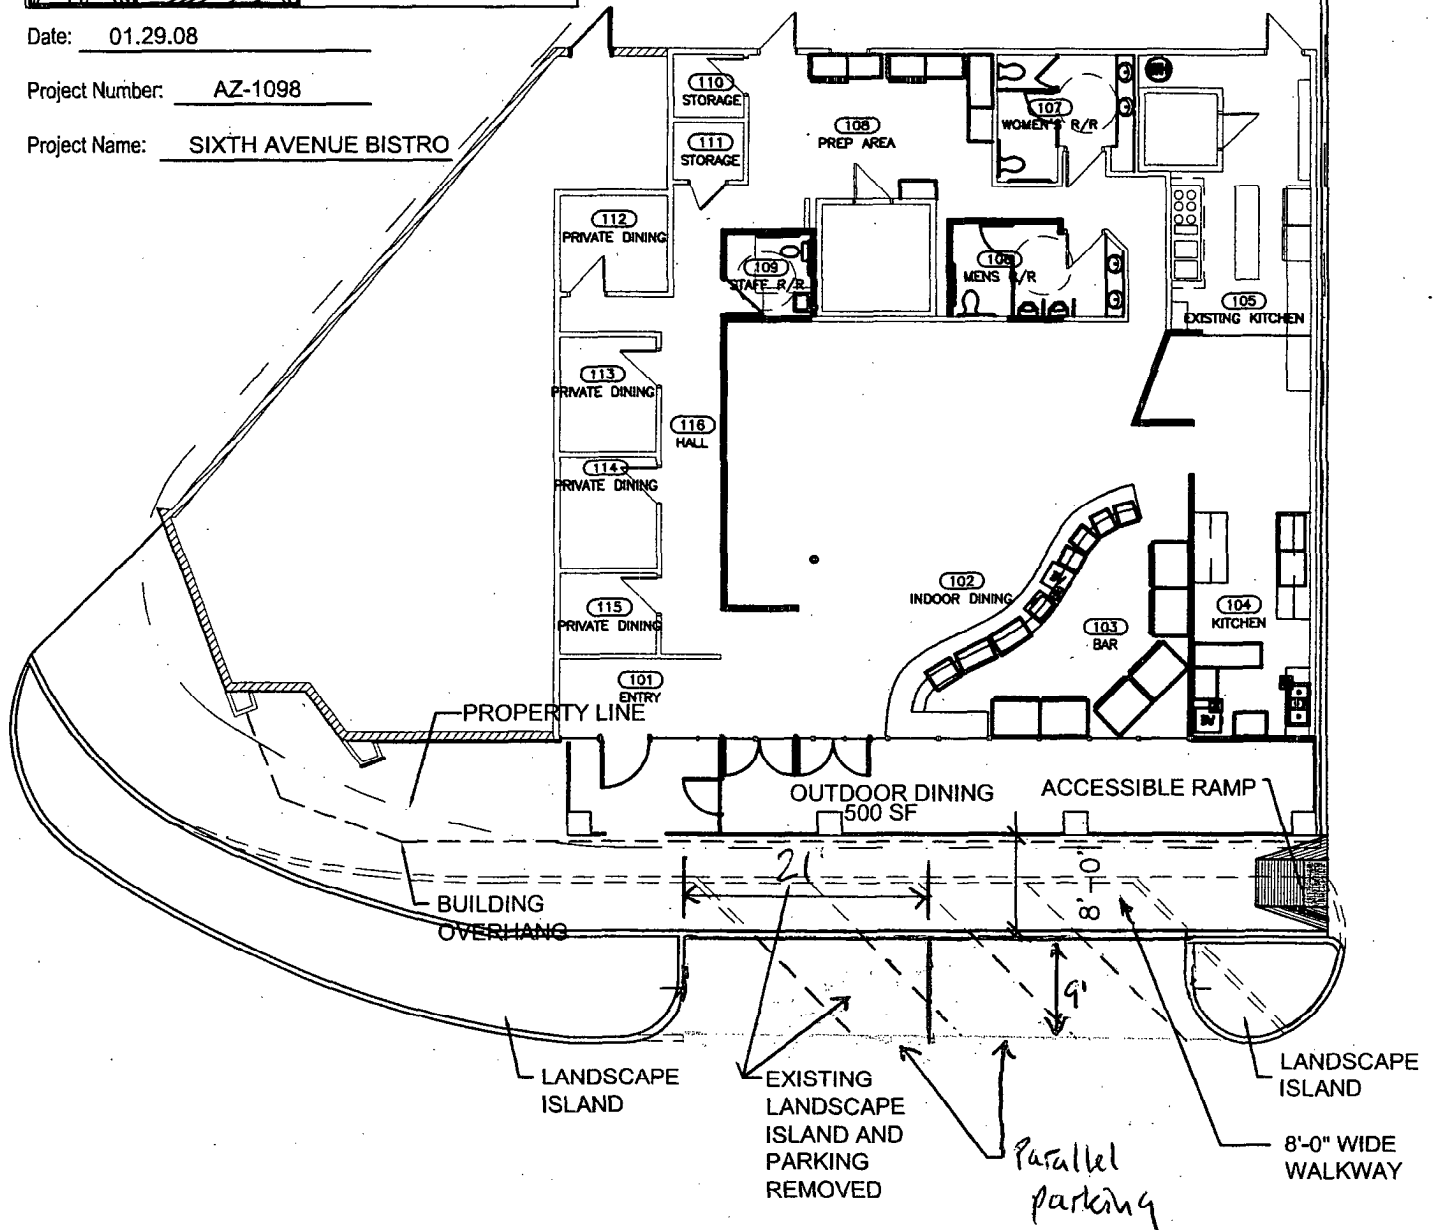 Date: 01.29.08
Project Number: AZ-1098
Project Name: SIXTH AVENUE BISTRO
110
STORAGE
111
STORAGE
108
PREP AREA
107
WOMEN'S R/R
112
PRIVATE DINING
109
STAFF R/R
106
MENS R/R
105
EXISTING KITCHEN
113
PRIVATE DINING
116
HALL
114
PRIVATE DINING
102
INDOOR DINING
103
BAR
104
KITCHEN
115
PRIVATE DINING
101
ENTRY
PROPERTY LINE
OUTDOOR DINING
500 SF
ACCESSIBLE RAMP
21'
8'-0"
BUILDING
OVERHANG
9'
LANDSCAPE
ISLAND
EXISTING
LANDSCAPE
ISLAND AND
PARKING
REMOVED
Parallel
parking
LANDSCAPE
ISLAND
8'-0" WIDE
WALKWAY